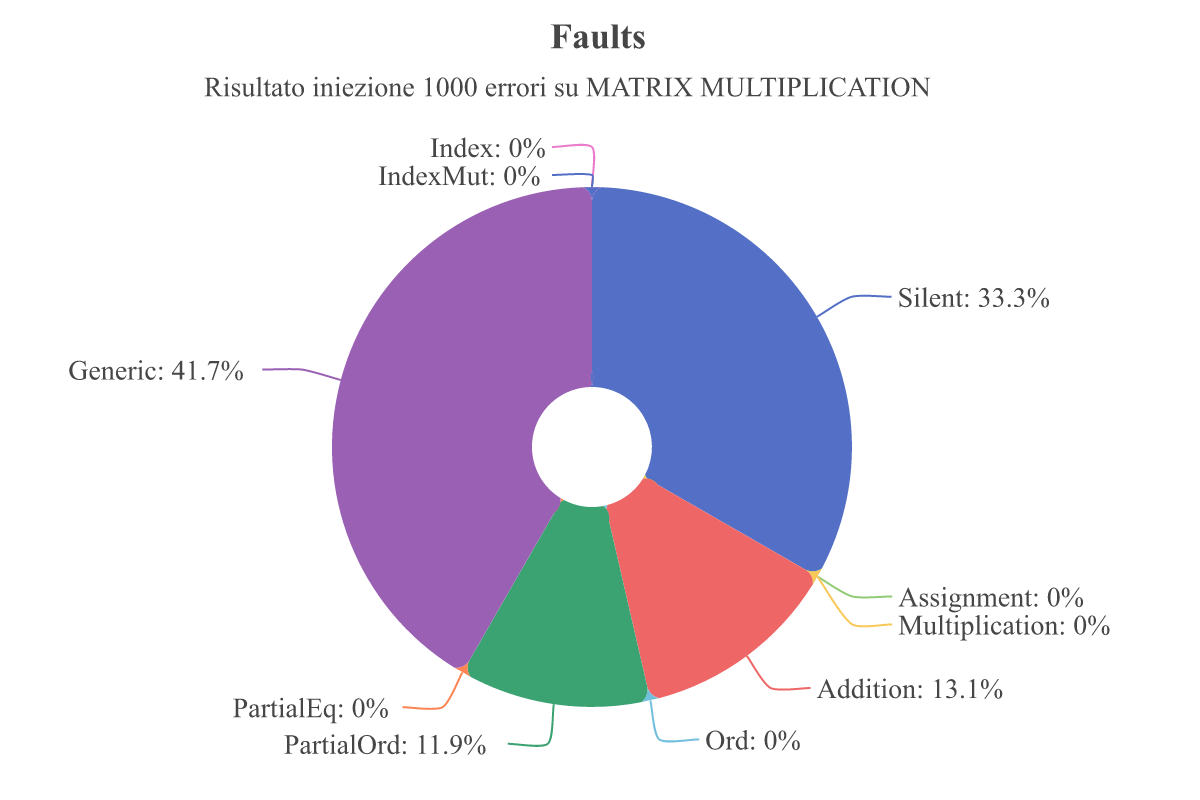 Faults
Risultato iniezione 1000 errori su MATRIX MULTIPLICATION
Index: 0%
IndexMut: 0%
Silent: 33.3%
Generic: 41.7%
Assignment: 0%
Multiplication: 0%
Addition: 13.1%
PartialEq: 0%
Ord: 0%
PartialOrd: 11.9%